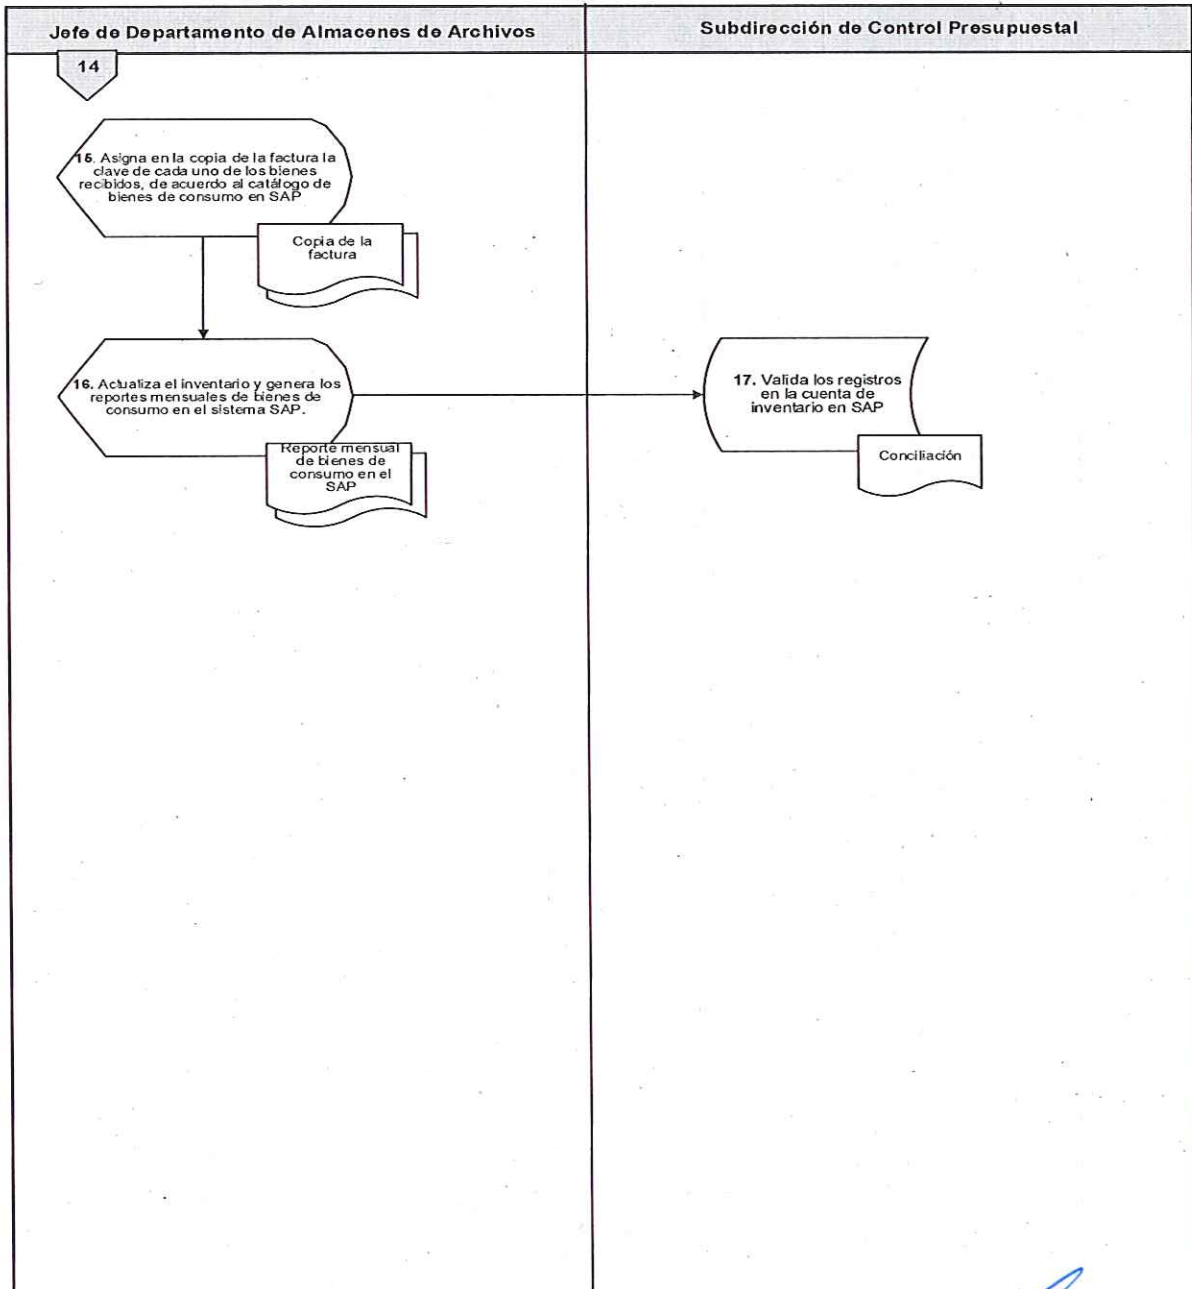 Jefe de Departamento de Almacenes de Archivos
Subdirección de Control Presupuestal
14
15. Asigna en la copia de la factura la
clave de cada uno de los bienes
recibidos, de acuerdo al catálogo de
bienes de consumo en SAP
Copia de la
factura
16. Actualiza el inventario y genera los
reportes mensuales de bienes de
consumo en el sistema SAP.
Reporte mensual
de bienes de
consumo en el
SAP
17. Valida los registros
en la cuenta de
inventario en SAP
Conciliación